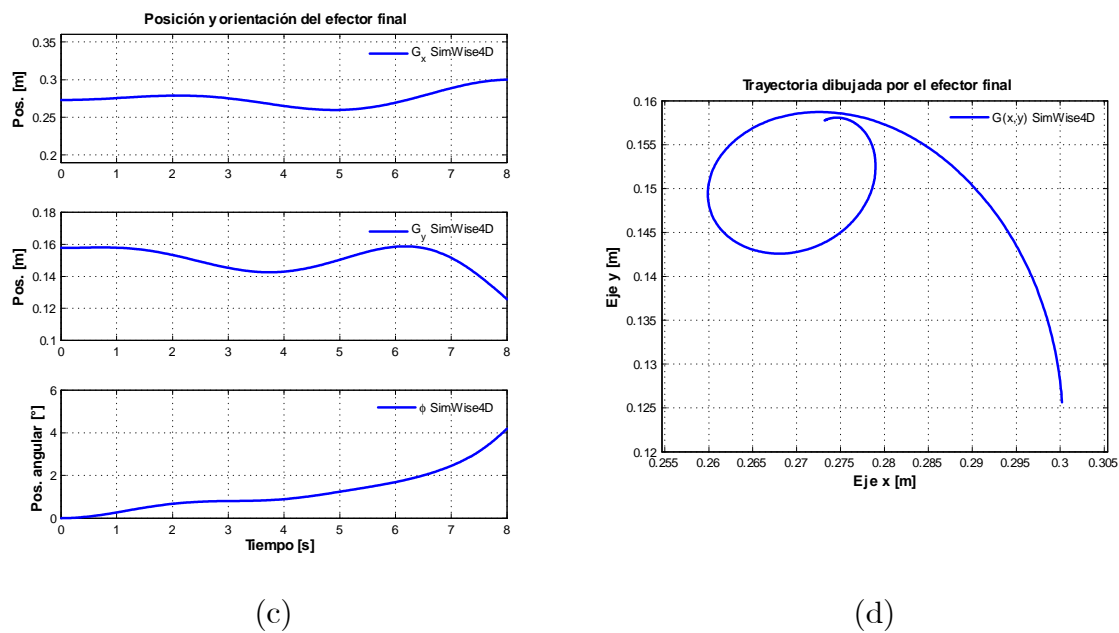 Posición y orientación del efector final
0.35
0.3
0.25
0.2
Pos. [m]
G_x SimWise4D
0 1 2 3 4 5 6 7 8
0.18
0.16
0.14
0.12
0.1
Pos. [m]
G_y SimWise4D
0 1 2 3 4 5 6 7 8
6
4
2
0
Pos. angular [°]
ϕ SimWise4D
0 1 2 3 4 5 6 7 8
Tiempo [s]
(c)
Trayectoria dibujada por el efector final
0.16
0.155
0.15
0.145
0.14
0.135
0.13
0.125
0.12
Eje y [m]
G(x,y) SimWise4D
0.255 0.26 0.265 0.27 0.275 0.28 0.285 0.29 0.295 0.3 0.305
Eje x [m]
(d)